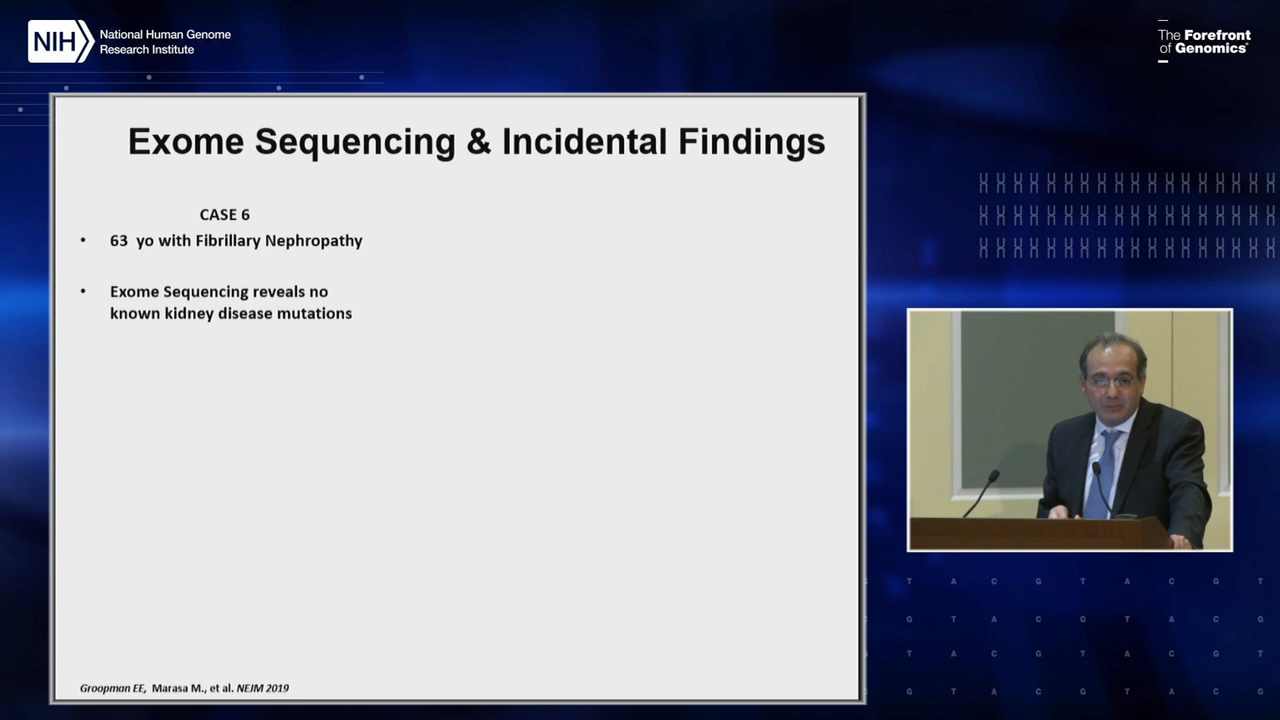 NIH
National Human Genome
Research Institute
The Forefront
of Genomics®
Exome Sequencing & Incidental Findings
CASE 6
• 63 yo with Fibrillary Nephropathy
• Exome Sequencing reveals no
known kidney disease mutations
Groopman EE, Marasa M., et al. NEJM 2019
T A C G T A C G T
G T A C G T A C G
T A C G T A C G T
G T A C G T A C G